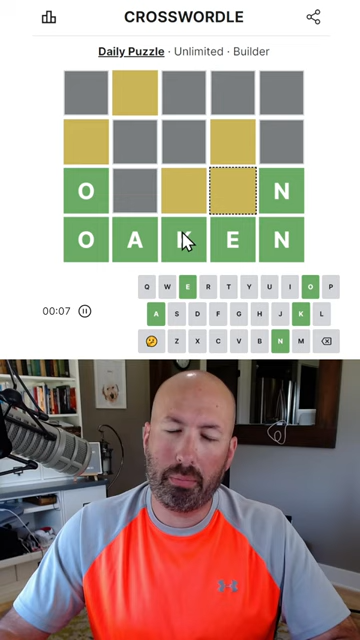 CROSSWORDLE
Daily Puzzle · Unlimited · Builder
O N
O A K E N
Q W E R T Y U I O P
00:07
A S D F G H J K L
Z X C V B N M